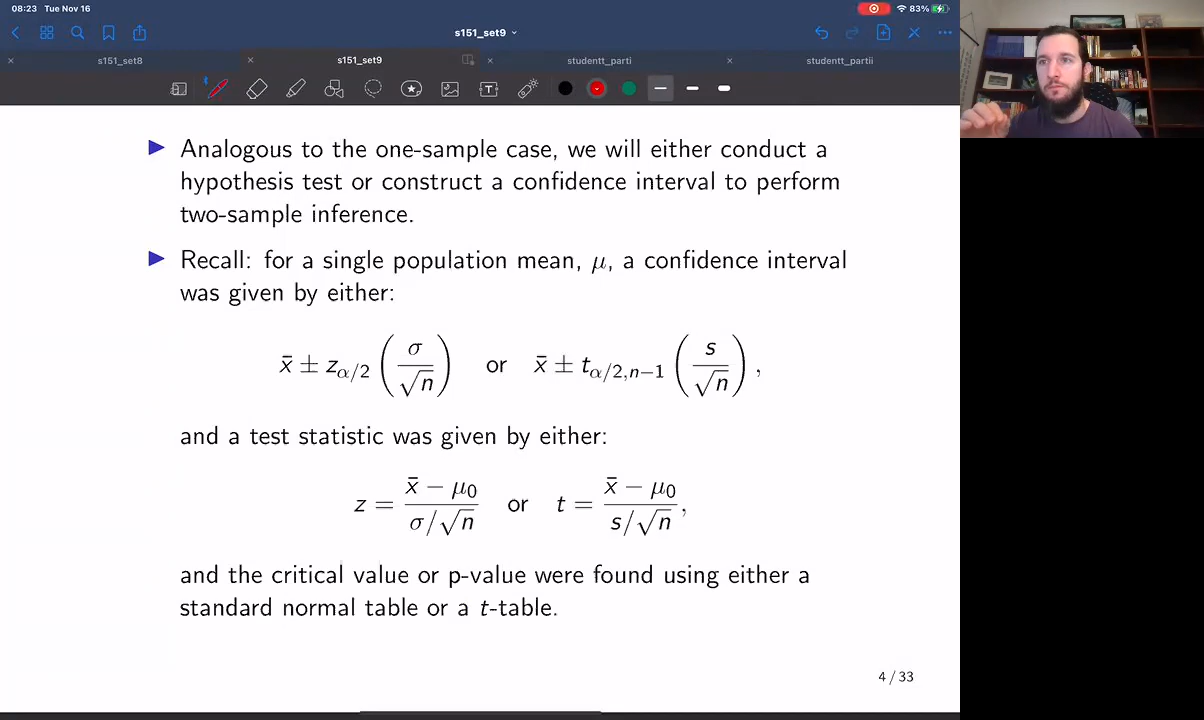 08:23 Tue Nov 16
83%
s151_set9
s151_set8
s151_set9
studentt_parti
studentt_partii
Analogous to the one-sample case, we will either conduct a
hypothesis test or construct a confidence interval to perform
two-sample inference.
Recall: for a single population mean, μ, a confidence interval
was given by either:
x̄ ± z_{α/2} (σ/√n) or x̄ ± t_{α/2,n−1} (s/√n),
and a test statistic was given by either:
z = (x̄ − μ₀)/(σ/√n) or t = (x̄ − μ₀)/(s/√n),
and the critical value or p-value were found using either a
standard normal table or a t-table.
4 / 33